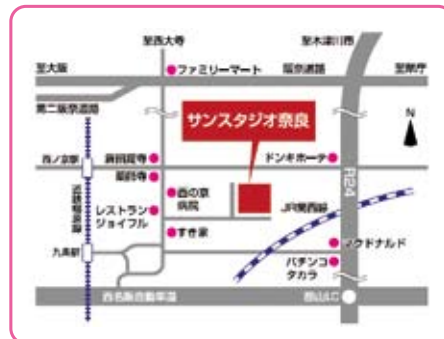 至西大寺
至木津川市
至大阪
ファミリーマート
阪奈道路
至県庁
第二阪奈道路
サンスタジオ奈良
N
西ノ京駅
唐招提寺
ドンキホーテ
薬師寺
R24
近鉄橿原線
西の京
病院
JR関西線
レストラン
ジョイフル
すき家
マクドナルド
九条駅
パチンコ
タカラ
西名阪自動車道
郡山I.C